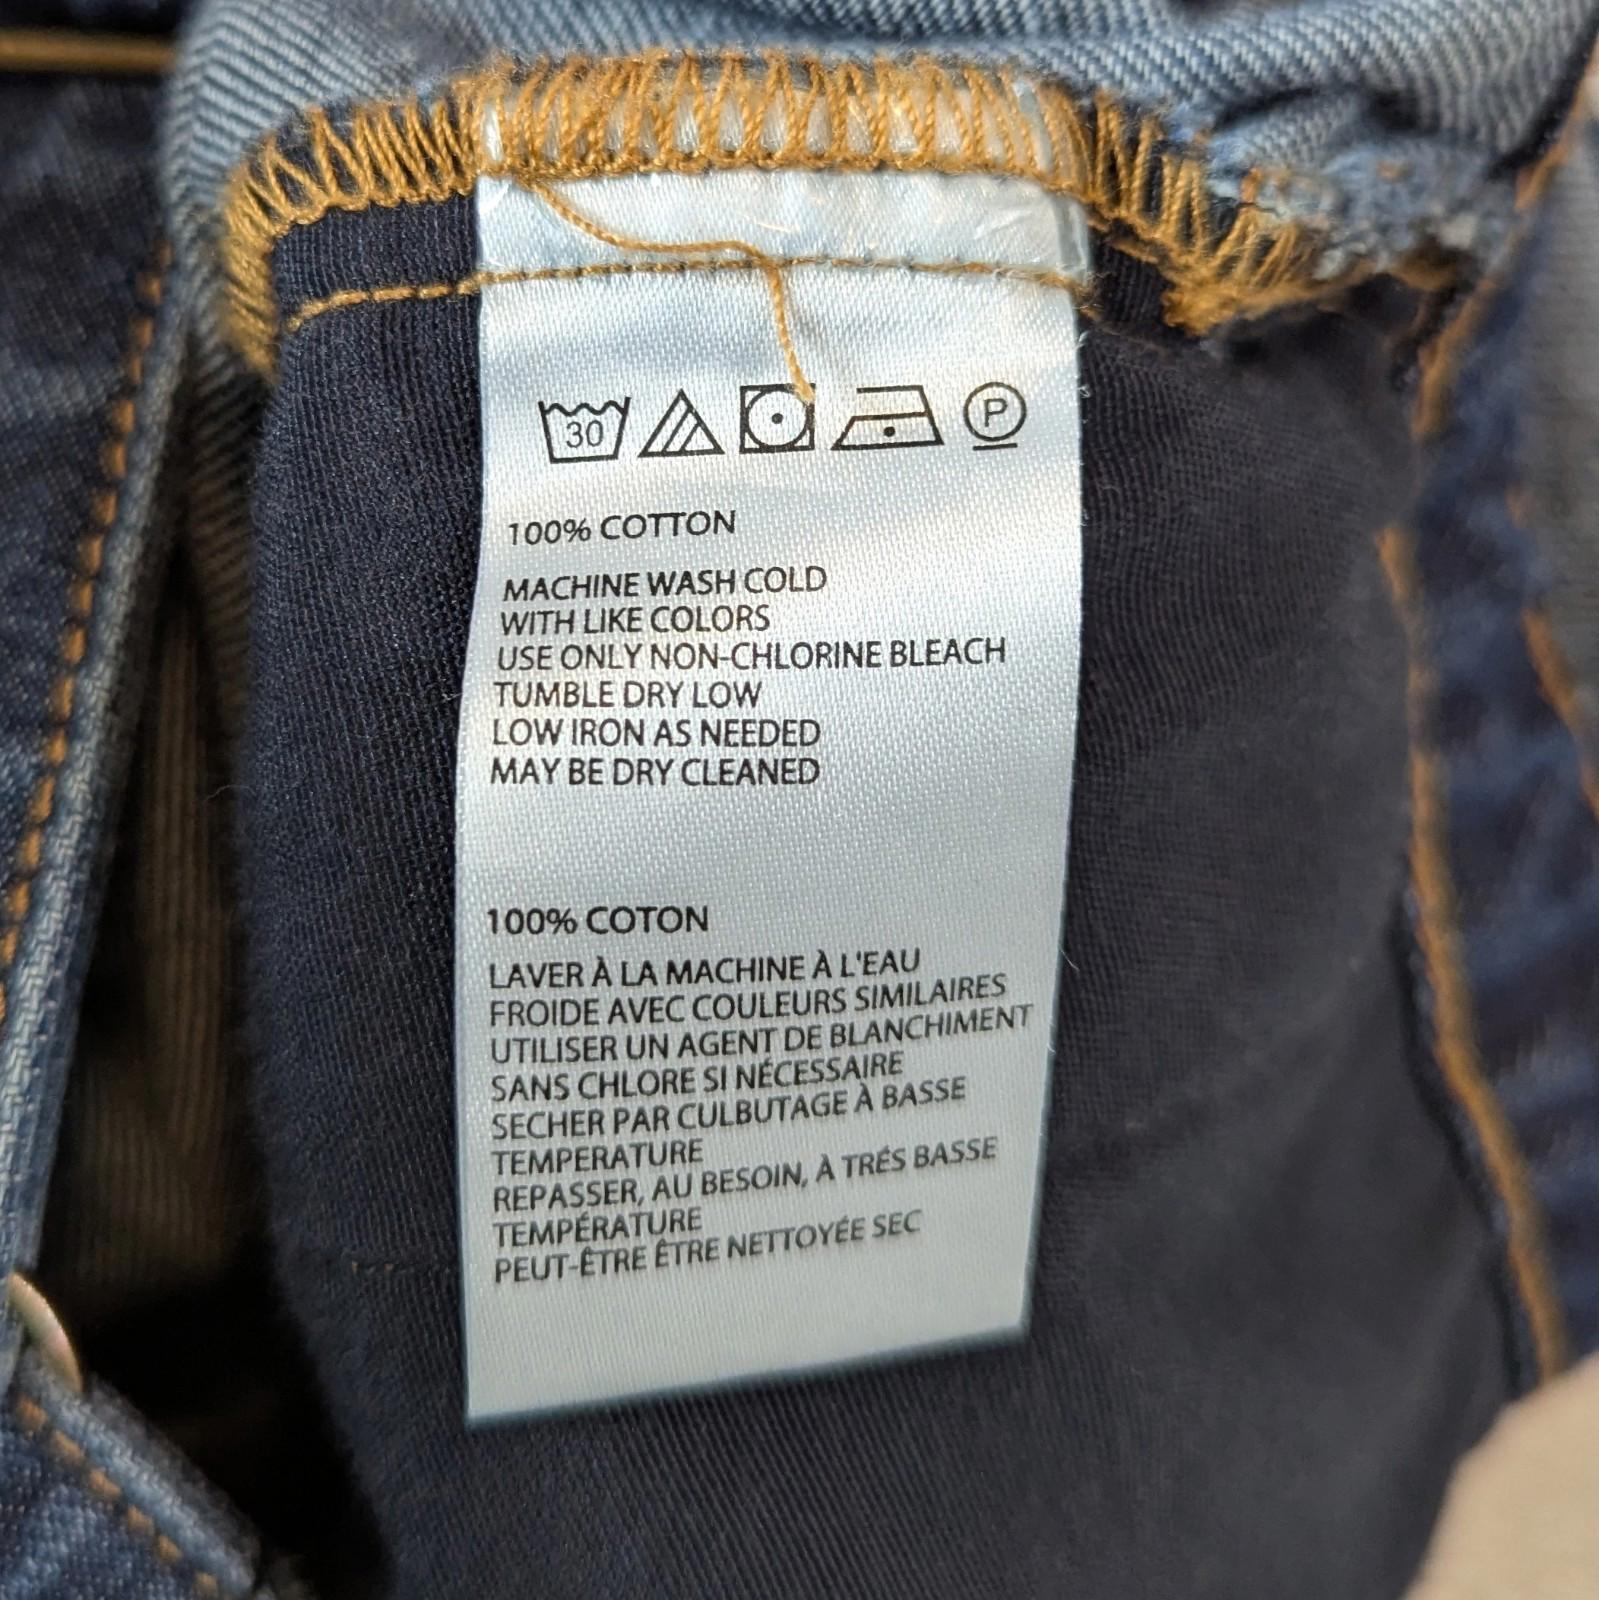 30 P
100% COTTON
MACHINE WASH COLD
WITH LIKE COLORS
USE ONLY NON-CHLORINE BLEACH
TUMBLE DRY LOW
LOW IRON AS NEEDED
MAY BE DRY CLEANED
100% COTON
LAVER À LA MACHINE À L'EAU
FROIDE AVEC COULEURS SIMILAIRES
UTILISER UN AGENT DE BLANCHIMENT
SANS CHLORE SI NÉCESSAIRE
SECHER PAR CULBUTAGE À BASSE
TEMPERATURE
REPASSER, AU BESOIN, À TRÉS BASSE
TEMPÉRATURE
PEUT-ÊTRE ÊTRE NETTOYÉE SEC